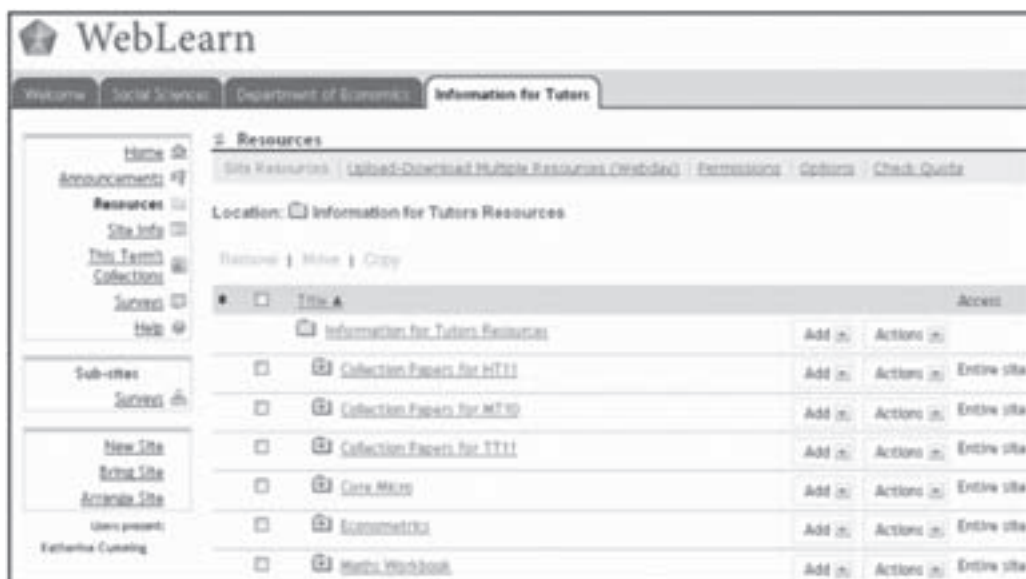 WebLearn
Welcome Social Sciences Department of Economics Information for Tutors
Home
Announcements
Resources
Site Info
This Term's
Collections
Surveys
Help
Sub-sites
Surveys
New Site
Bring Site
Arrange Site
Users present:
Katherine Cumming
Resources
Site Resources Upload-Download Multiple Resources (Webdav) Permissions Options Check Quota
Location: Information for Tutors Resources
Remove | Move | Copy
Title Access
Information for Tutors Resources Add Actions
Collection Papers for HT11 Add Actions Entire site
Collection Papers for MT10 Add Actions Entire site
Collection Papers for TT11 Add Actions Entire site
Core Micro Add Actions Entire site
Econometrics Add Actions Entire site
Maths Workbook Add Actions Entire site